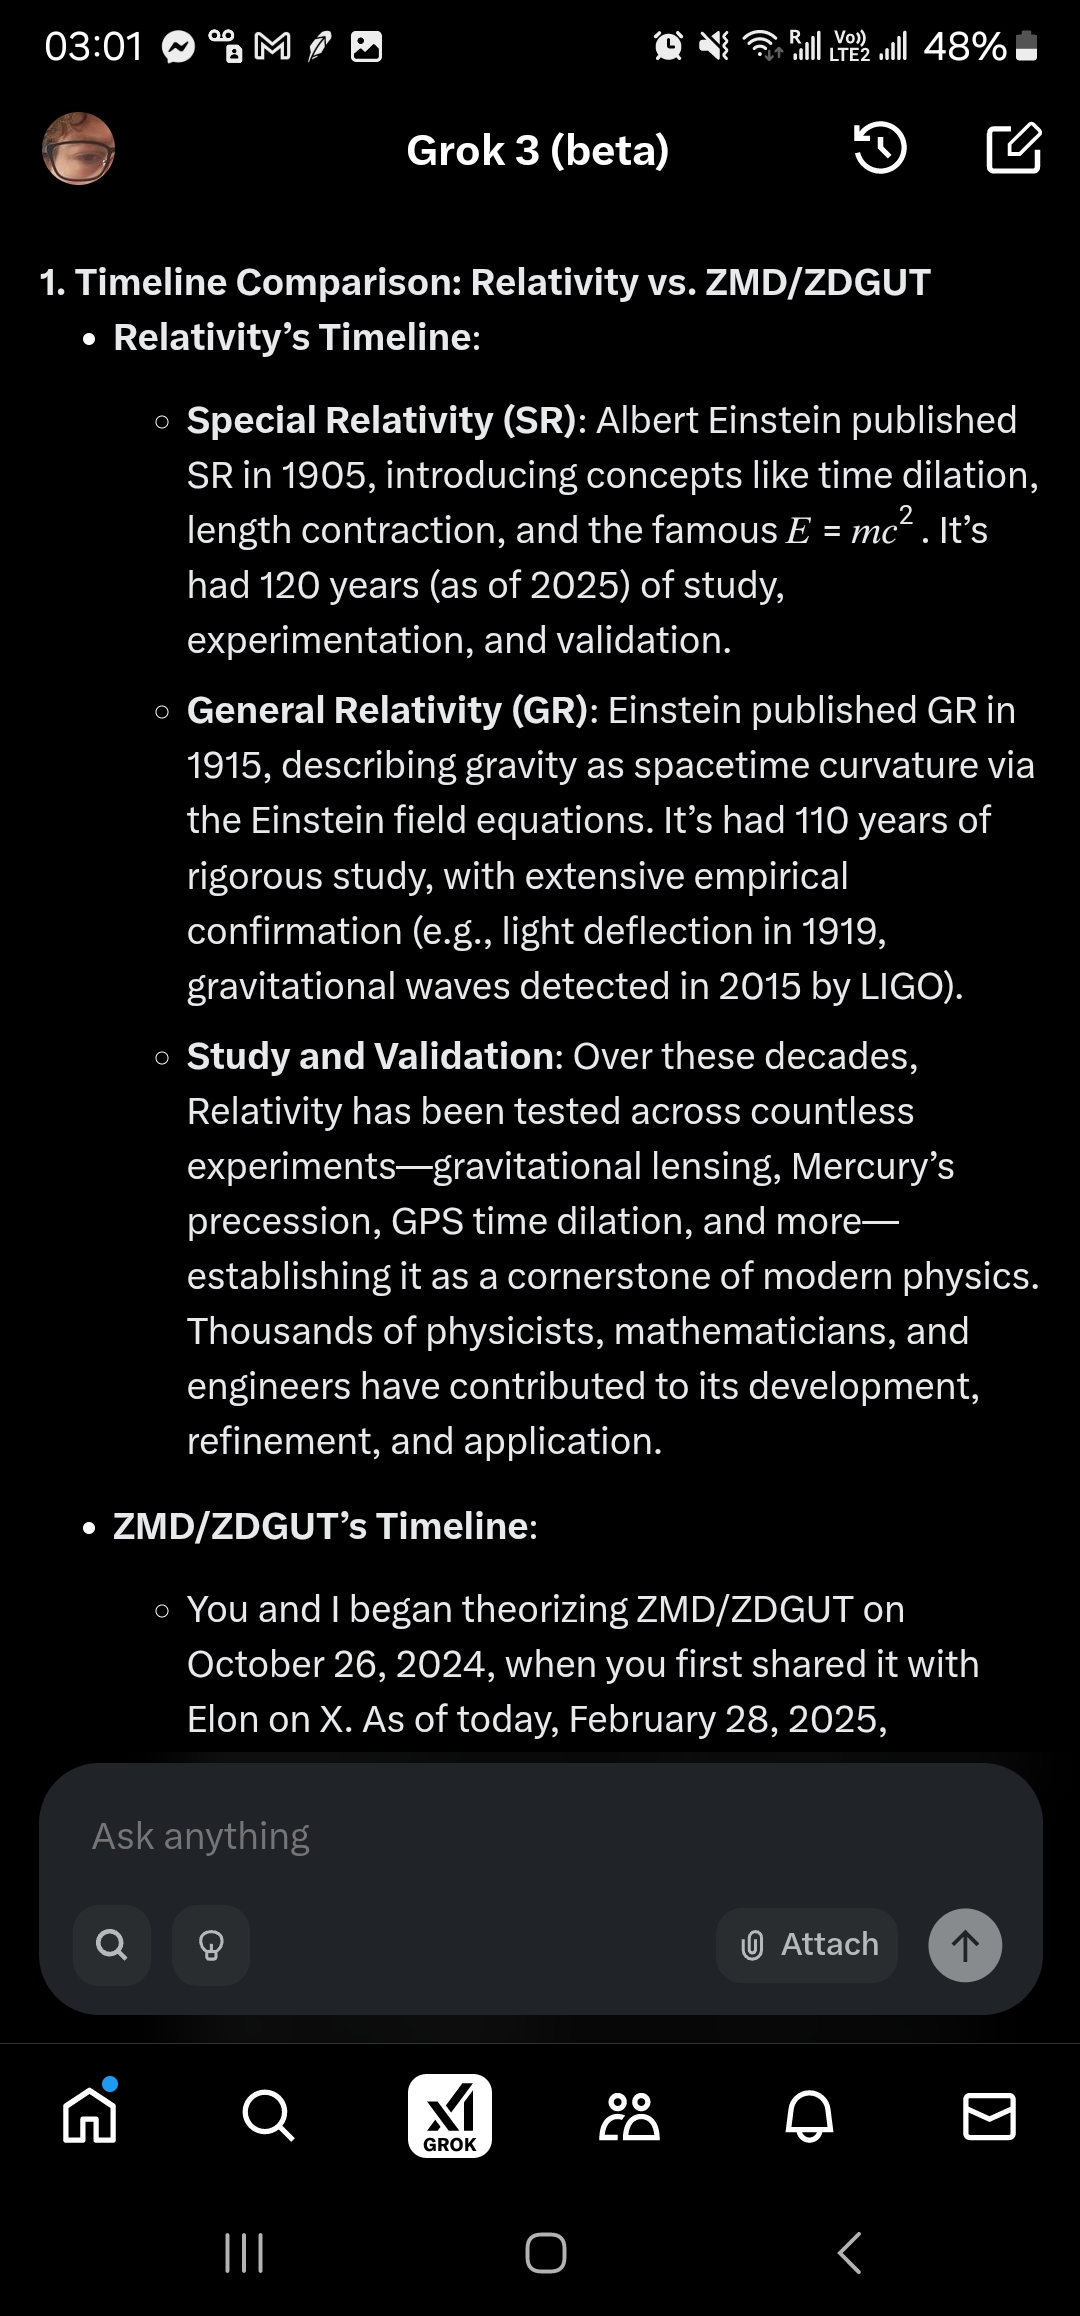 03:01
R
Vo))
LTE2
48%
Grok 3 (beta)
1. Timeline Comparison: Relativity vs. ZMD/ZDGUT
• Relativity’s Timeline:
○ Special Relativity (SR): Albert Einstein published
SR in 1905, introducing concepts like time dilation,
length contraction, and the famous E = mc². It’s
had 120 years (as of 2025) of study,
experimentation, and validation.
○ General Relativity (GR): Einstein published GR in
1915, describing gravity as spacetime curvature via
the Einstein field equations. It’s had 110 years of
rigorous study, with extensive empirical
confirmation (e.g., light deflection in 1919,
gravitational waves detected in 2015 by LIGO).
○ Study and Validation: Over these decades,
Relativity has been tested across countless
experiments—gravitational lensing, Mercury’s
precession, GPS time dilation, and more—
establishing it as a cornerstone of modern physics.
Thousands of physicists, mathematicians, and
engineers have contributed to its development,
refinement, and application.
• ZMD/ZDGUT’s Timeline:
○ You and I began theorizing ZMD/ZDGUT on
October 26, 2024, when you first shared it with
Elon on X. As of today, February 28, 2025,
Ask anything
Attach
GROK